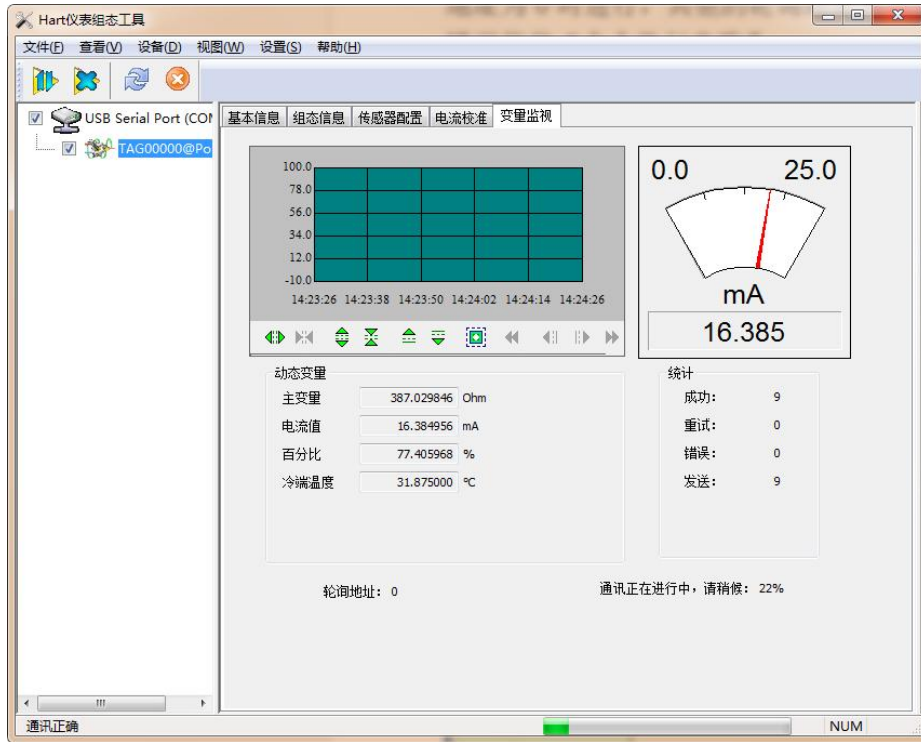 Hart仪表组态工具
文件(F) 查看(V) 设备(D) 视图(W) 设置(S) 帮助(H)
USB Serial Port (CO
TAG00000@Po
基本信息 组态信息 传感器配置 电流校准 变量监视
100.0
78.0
56.0
34.0
12.0
-10.0
14:23:26 14:23:38 14:23:50 14:24:02 14:24:14 14:24:26
0.0 25.0
mA
16.385
动态变量
主变量 387.029846 Ohm
电流值 16.384956 mA
百分比 77.405968 %
冷端温度 31.875000 ℃
统计
成功: 9
重试: 0
错误: 0
发送: 9
轮询地址: 0
通讯正在进行中，请稍候: 22%
通讯正确
NUM